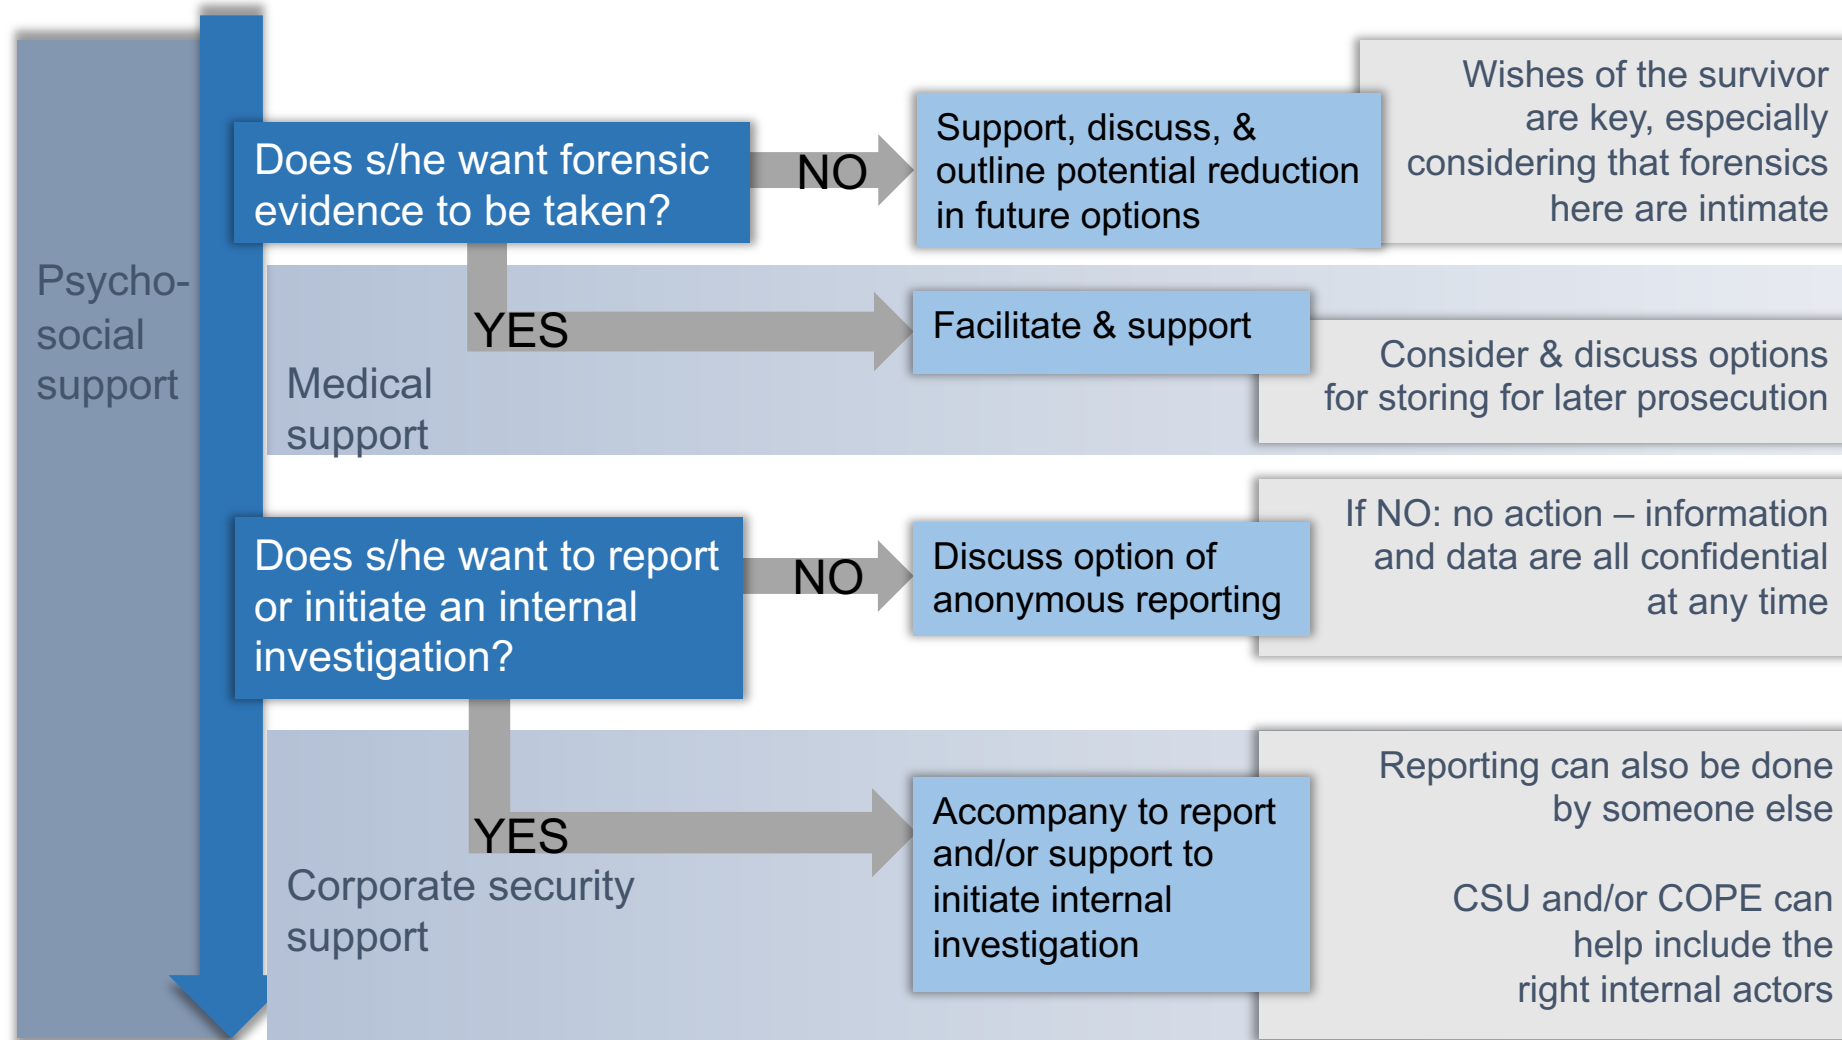 Psycho-
social
support
Does s/he want forensic
evidence to be taken?
NO
Support, discuss, &
outline potential reduction
in future options
Wishes of the survivor
are key, especially
considering that forensics
here are intimate
YES
Facilitate & support
Consider & discuss options
for storing for later prosecution
Medical
support
Does s/he want to report
or initiate an internal
investigation?
NO
Discuss option of
anonymous reporting
If NO: no action – information
and data are all confidential
at any time
YES
Accompany to report
and/or support to
initiate internal
investigation
Reporting can also be done
by someone else
CSU and/or COPE can
help include the
right internal actors
Corporate security
support